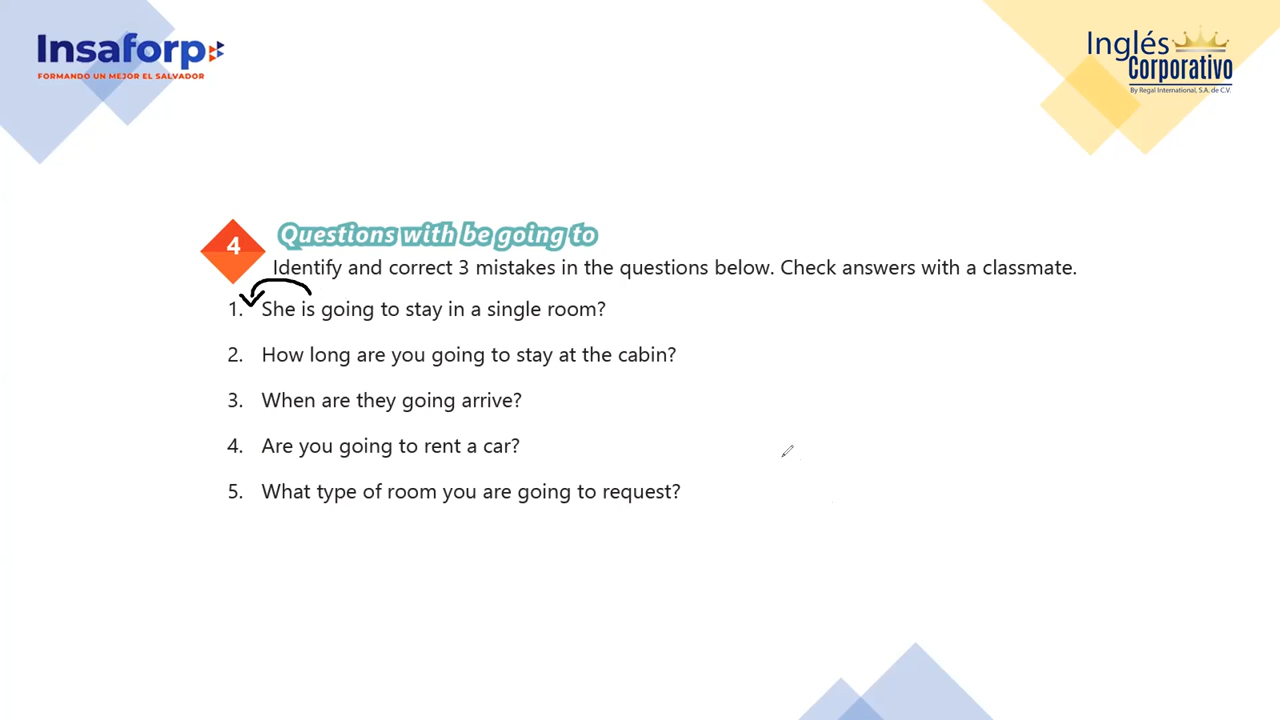 Insaforp
FORMANDO UN MEJOR EL SALVADOR
Inglés
Corporativo
By Regal International, S.A. de C.V.
4
Questions with be going to
Identify and correct 3 mistakes in the questions below. Check answers with a classmate.
1. She is going to stay in a single room?
2. How long are you going to stay at the cabin?
3. When are they going arrive?
4. Are you going to rent a car?
5. What type of room you are going to request?